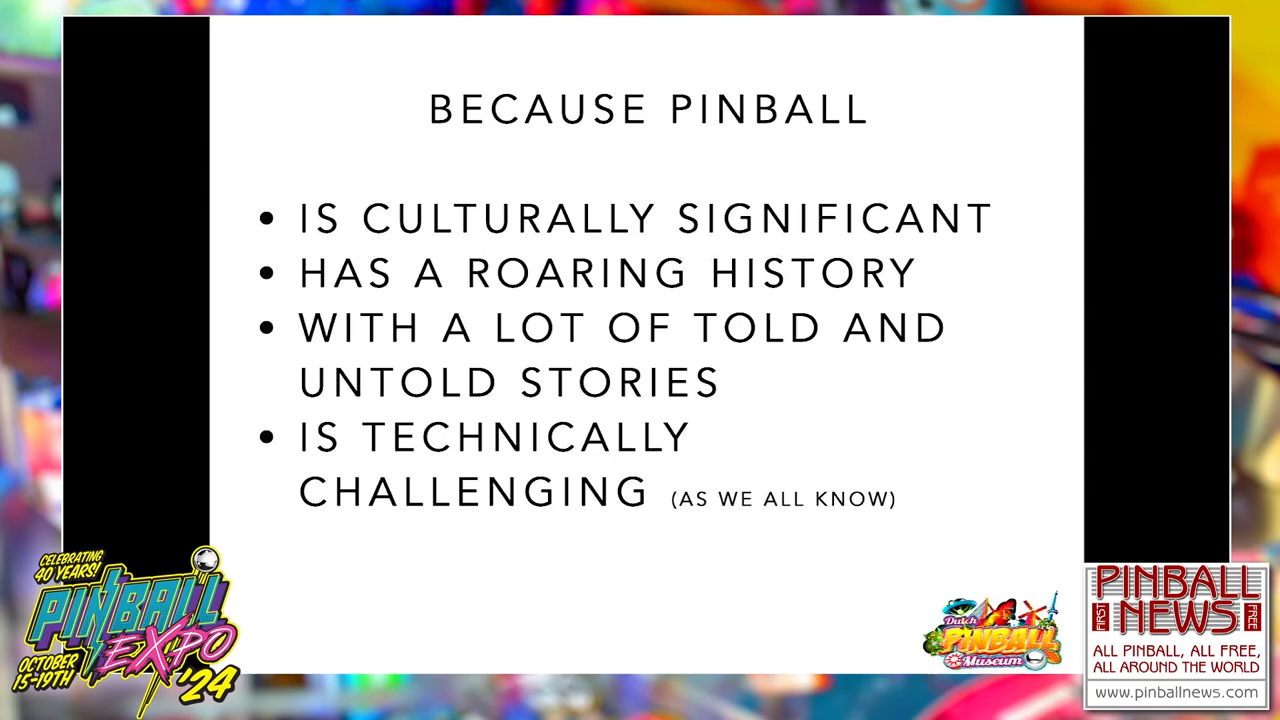 BECAUSE PINBALL
• IS CULTURALLY SIGNIFICANT
• HAS A ROARING HISTORY
• WITH A LOT OF TOLD AND
UNTOLD STORIES
• IS TECHNICALLY
CHALLENGING (AS WE ALL KNOW)
CELEBRATING
40 YEARS!
PINBALL
EXPO
OCTOBER
15-19TH
'24
Dutch
PINBALL
Museum
PINBALL
FIRST NEWS FREE
ALL PINBALL, ALL FREE,
ALL AROUND THE WORLD
www.pinballnews.com